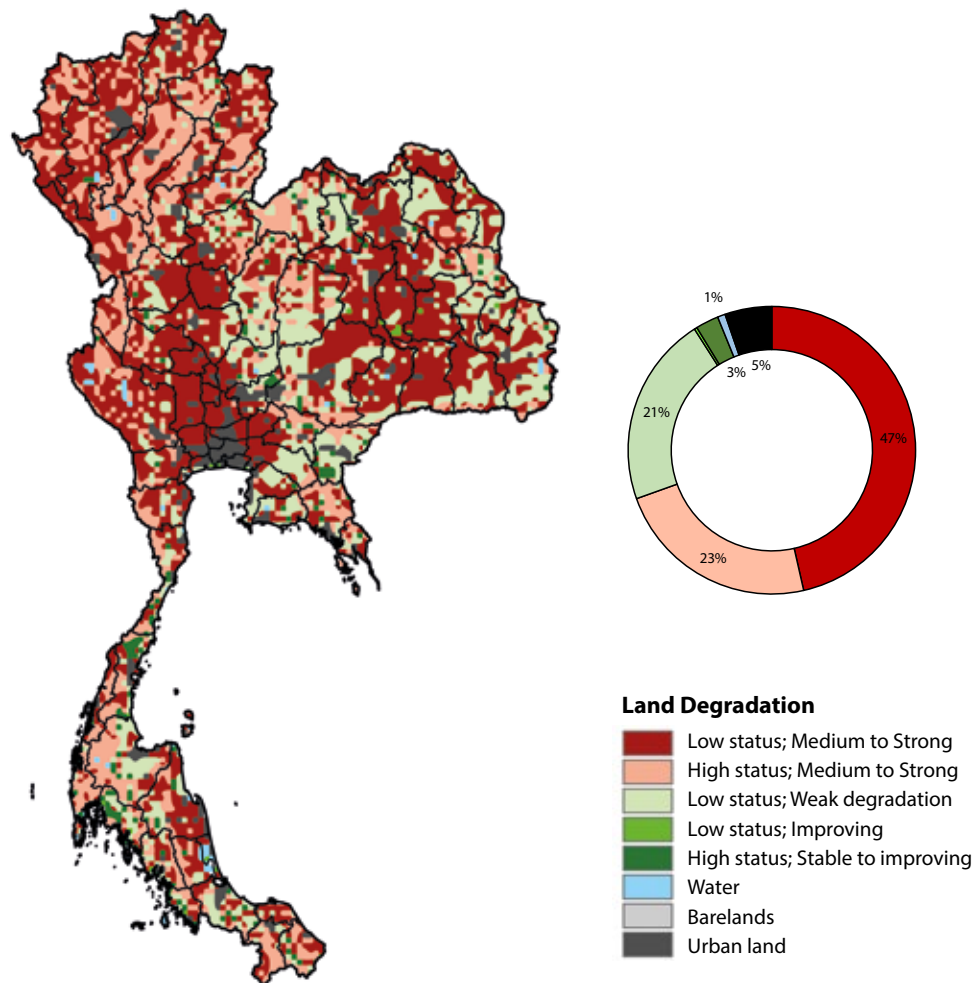 1%
3%
5%
21%
47%
23%
Land Degradation
Low status; Medium to Strong
High status; Medium to Strong
Low status; Weak degradation
Low status; Improving
High status; Stable to improving
Water
Barelands
Urban land